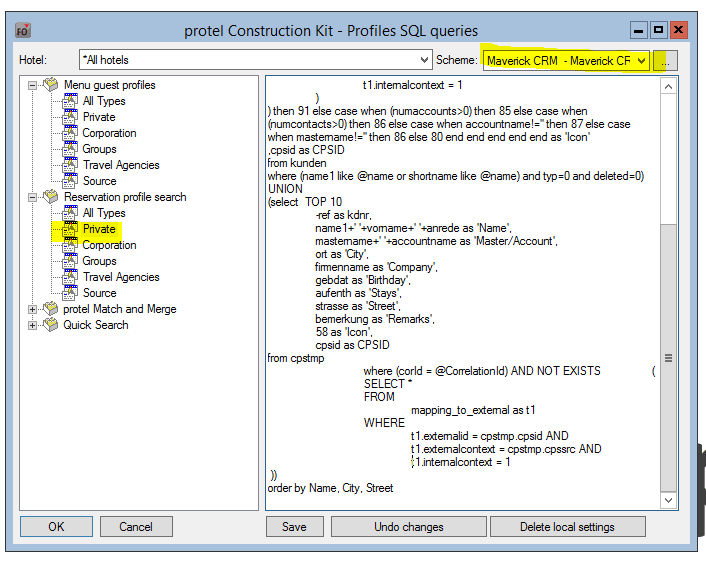 FO
protel Construction Kit - Profiles SQL queries
Hotel:
*All hotels
Scheme:
Maverick CRM - Maverick CF
...
Menu guest profiles
All Types
Private
Corporation
Groups
Travel Agencies
Source
Reservation profile search
All Types
Private
Corporation
Groups
Travel Agencies
Source
protel Match and Merge
Quick Search
t1.internalcontext = 1
)
) then 91 else case when (numaccounts>0) then 85 else case when
(numcontacts>0) then 86 else case when accountname!='' then 87 else case
when mastername!='' then 86 else 80 end end end end end as 'Icon'
,cpsid as CPSID
from kunden
where (name1 like @name or shortname like @name) and typ=0 and deleted=0)
UNION
(select TOP 10
-ref as kdnr,
name1+' '+vorname+' '+anrede as 'Name',
mastername+' '+accountname as 'Master/Account',
ort as 'City',
firmenname as 'Company',
gebdat as 'Birthday',
aufenth as 'Stays',
strasse as 'Street',
bemerkung as 'Remarks',
58 as 'Icon',
cpsid as CPSID
from cpstmp
where (corId = @CorrelationId) AND NOT EXISTS (
SELECT *
FROM
mapping_to_external as t1
WHERE
t1.externalid = cpstmp.cpsid AND
t1.externalcontext = cpstmp.cpssrc AND
t1.internalcontext = 1
))
order by Name, City, Street
OK
Cancel
Save
Undo changes
Delete local settings